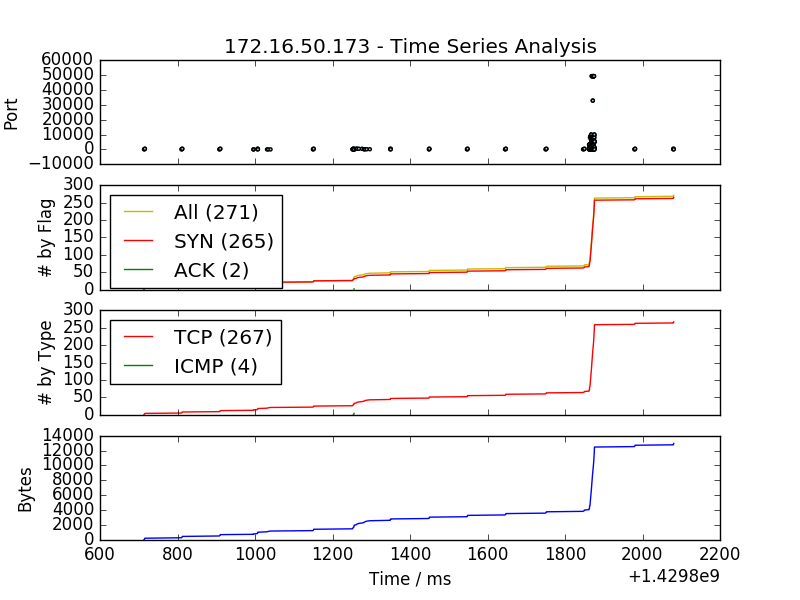 172.16.50.173 - Time Series Analysis
Port
60000
50000
40000
30000
20000
10000
0
−10000
# by Flag
300
250
200
150
100
50
0
All (271)
SYN (265)
ACK (2)
# by Type
300
250
200
150
100
50
0
TCP (267)
ICMP (4)
Bytes
14000
12000
10000
8000
6000
4000
2000
0
600 800 1000 1200 1400 1600 1800 2000 2200
Time / ms
+1.4298e9